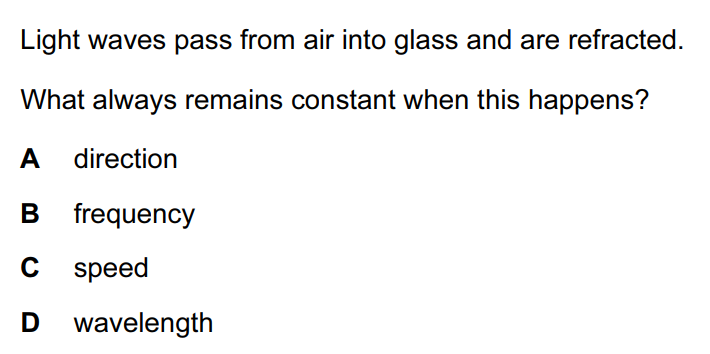 Light waves pass from air into glass and are refracted.
What always remains constant when this happens?
A direction
B frequency
C speed
D wavelength